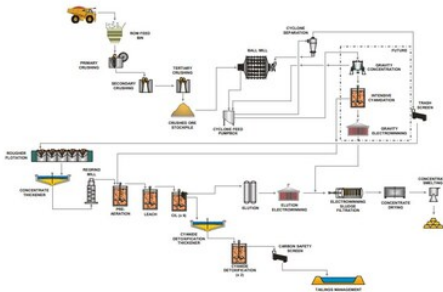 ROM FEED
BIN
PRIMARY
CRUSHING
SECONDARY
CRUSHING
TERTIARY
CRUSHING
CRUSHED ORE
STOCKPILE
BALL MILL
CYCLONE
SEPARATION
CYCLONE FEED
PUMPBOX
FUTURE
GRAVITY
CONCENTRATION
INTENSIVE
CYANIDATION
GRAVITY
ELECTROWINNING
TRASH
SCREEN
ROUGHER
FLOTATION
CONCENTRATE
THICKENER
REGRIND
MILL
PRE-
AERATION
LEACH
ELUTION
ELUTION
ELECTROWINNING
ELECTROWINNING
SLUDGE
FILTRATION
CONCENTRATE
DRYING
CONCENTRATE
SMELTING
CYANIDE
DETOXIFICATION
THICKENER
CYANIDE
DETOXIFICATION
CARBON SAFETY
SCREEN
TAILINGS MANAGEMENT